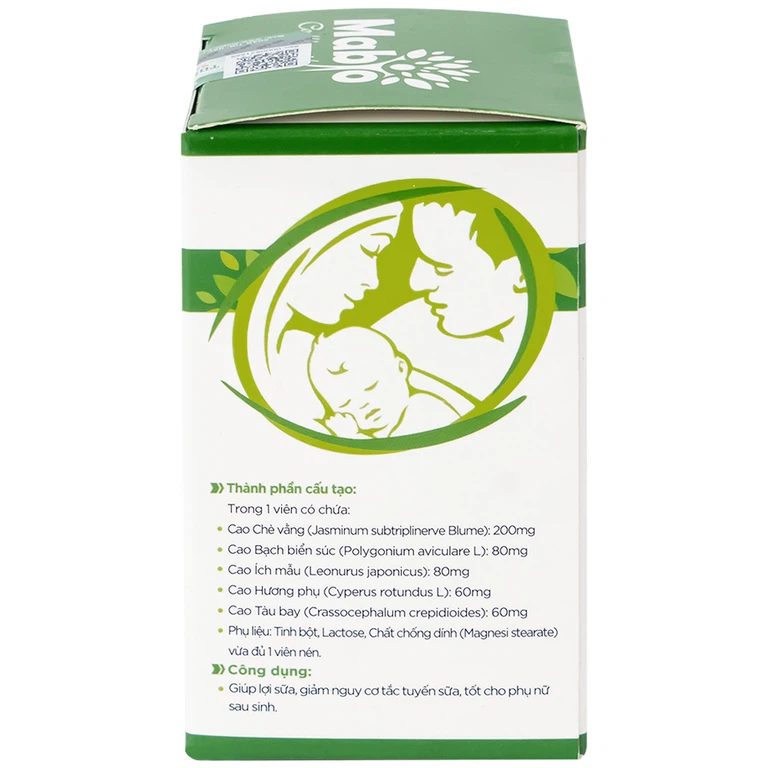 Mabio
Thành phần cấu tạo:
Trong 1 viên có chứa:
• Cao Chè vằng (Jasminum subtriplinerve Blume): 200mg
• Cao Bạch biển súc (Polygonium aviculare L): 80mg
• Cao Ích mẫu (Leonurus japonicus): 80mg
• Cao Hương phụ (Cyperus rotundus L): 60mg
• Cao Tàu bay (Crassocephalum crepidioides): 60mg
• Phụ liệu: Tinh bột, Lactose, Chất chống dính (Magnesi stearate)
vừa đủ 1 viên nén.
Công dụng:
• Giúp lợi sữa, giảm nguy cơ tắc tuyến sữa, tốt cho phụ nữ
sau sinh.